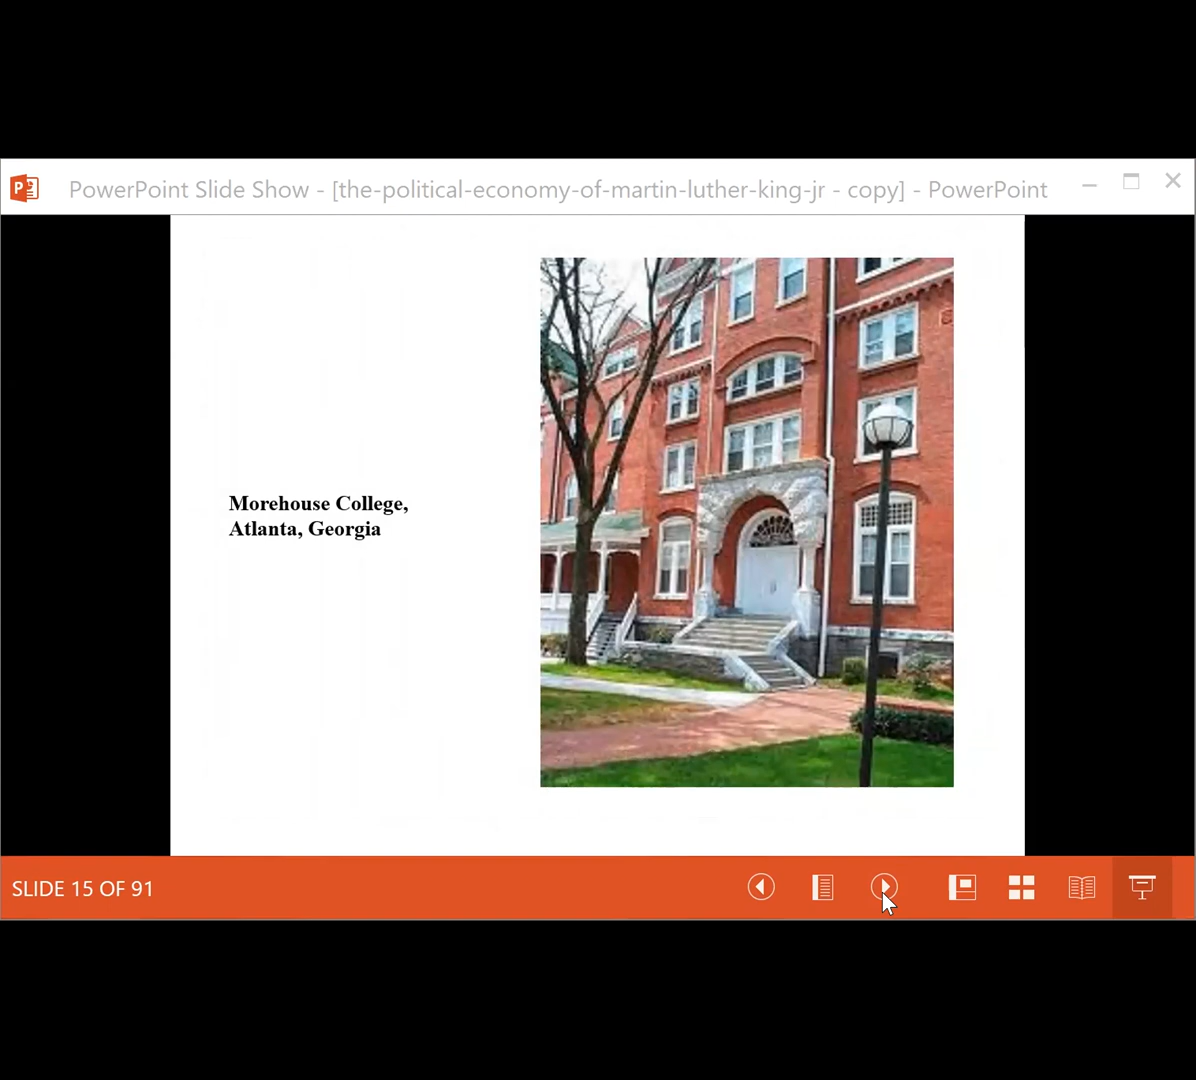 PowerPoint Slide Show - [the-political-economy-of-martin-luther-king-jr - copy] - PowerPoint
Morehouse College,
Atlanta, Georgia
SLIDE 15 OF 91